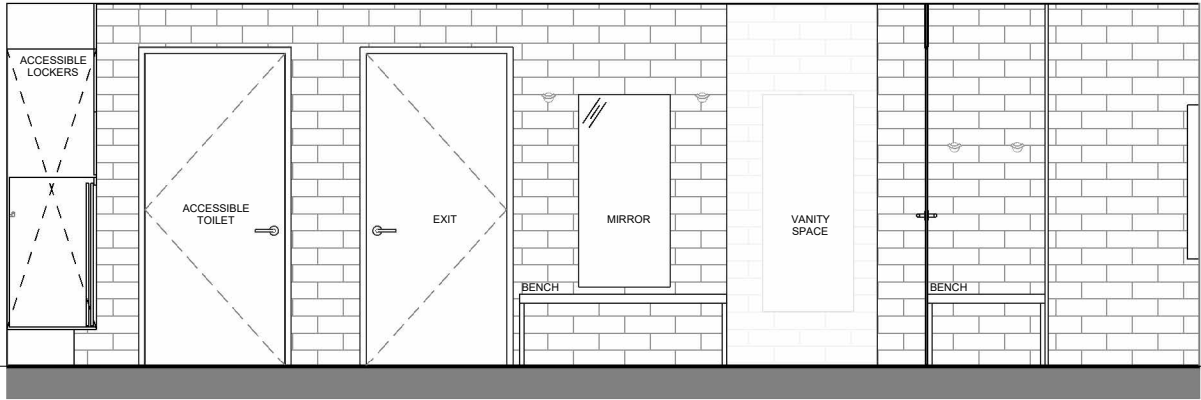 ACCESSIBLE
LOCKERS
ACCESSIBLE
TOILET
EXIT
MIRROR
BENCH
VANITY
SPACE
BENCH